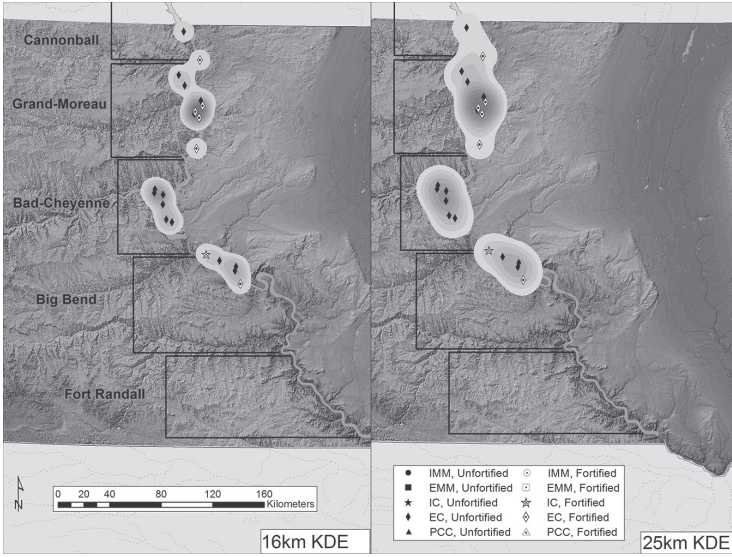 Cannonball
Grand-Moreau
Bad-Cheyenne
Big Bend
Fort Randall
N
0 10 20 40 80 120 160
Kilometers
16km KDE
IMM, Unfortified IMM, Fortified
EMM, Unfortified EMM, Fortified
IC, Unfortified IC, Fortified
EC, Unfortified EC, Fortified
PCC, Unfortified PCC, Fortified
25km KDE